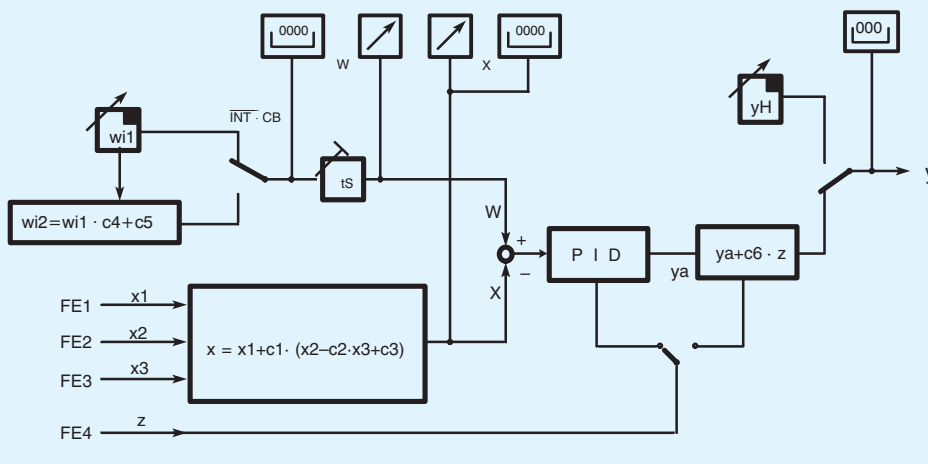 0000
W
X
0000
000
wi1
INT · CB
yH
tS
y
wi2=wi1 · c4+c5
W
+
−
X
P I D
ya
ya+c6 · z
FE1
x1
FE2
x2
x = x1+c1· (x2–c2·x3+c3)
FE3
x3
FE4
z